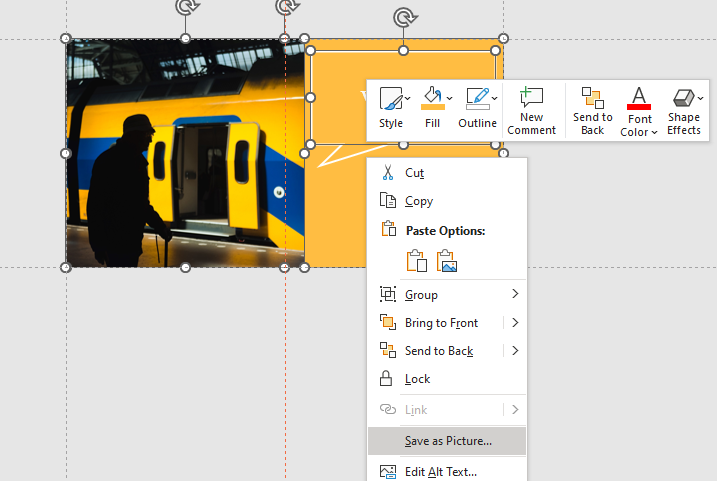 Style
Fill
Outline
New
Comment
Send to
Back
Font
Color
Shape
Effects
Cut
Copy
Paste Options:
Group
Bring to Front
Send to Back
Lock
Link
Save as Picture...
Edit Alt Text...